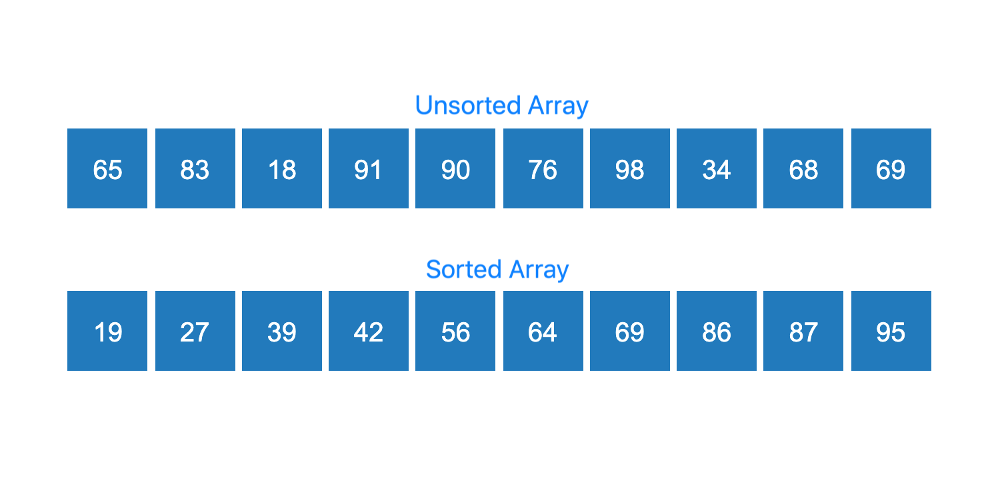 Unsorted Array
65 83 18 91 90 76 98 34 68 69
Sorted Array
19 27 39 42 56 64 69 86 87 95